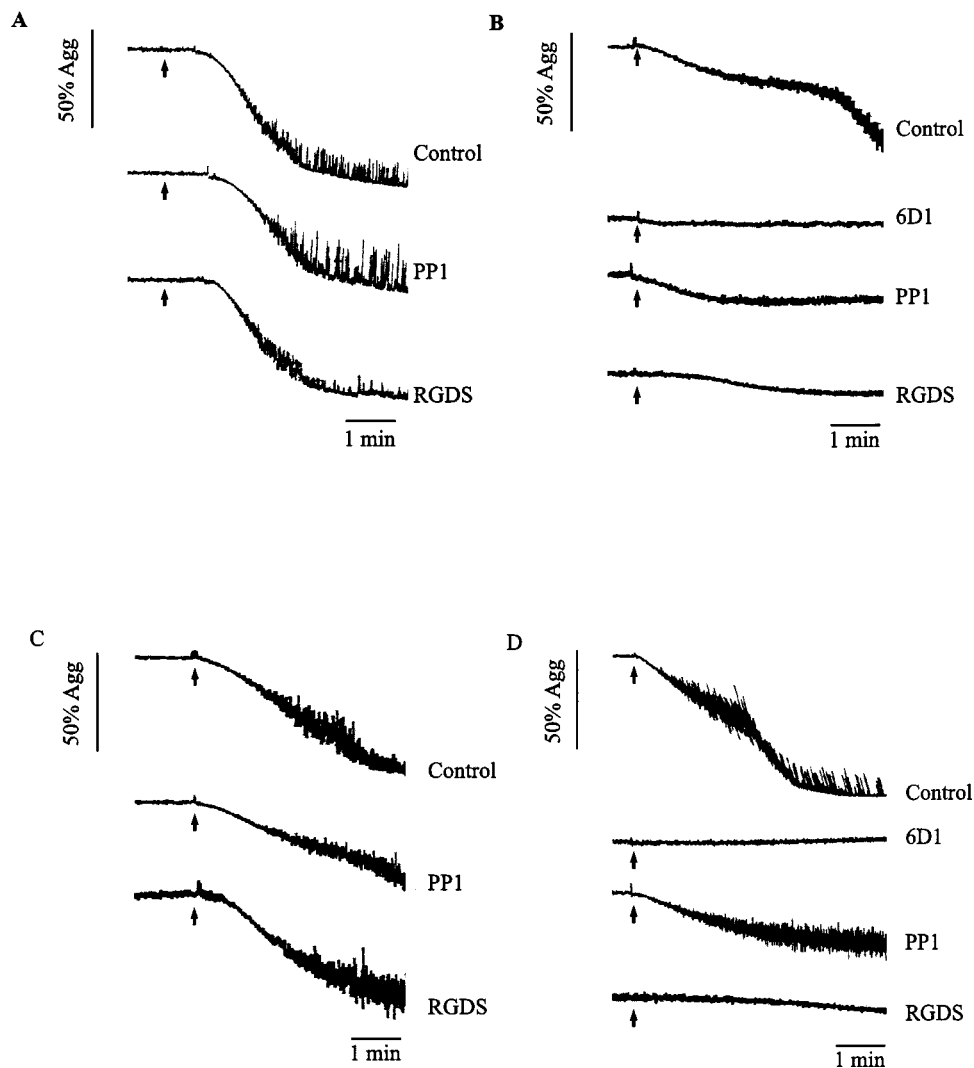 A
50% Agg
Control
PP1
RGDS
1 min
B
50% Agg
Control
6D1
PP1
RGDS
1 min
C
50% Agg
Control
PP1
RGDS
1 min
D
50% Agg
Control
6D1
PP1
RGDS
1 min